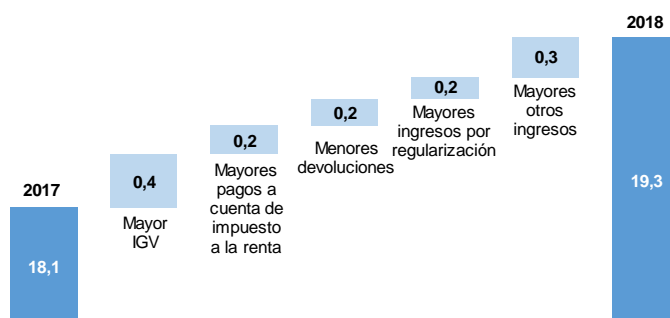 2017
18,1
0,4
Mayor
IGV
0,2
Mayores
pagos a
cuenta de
impuesto
a la renta
0,2
Menores
devoluciones
0,2
Mayores
ingresos por
regularización
0,3
Mayores
otros
ingresos
2018
19,3